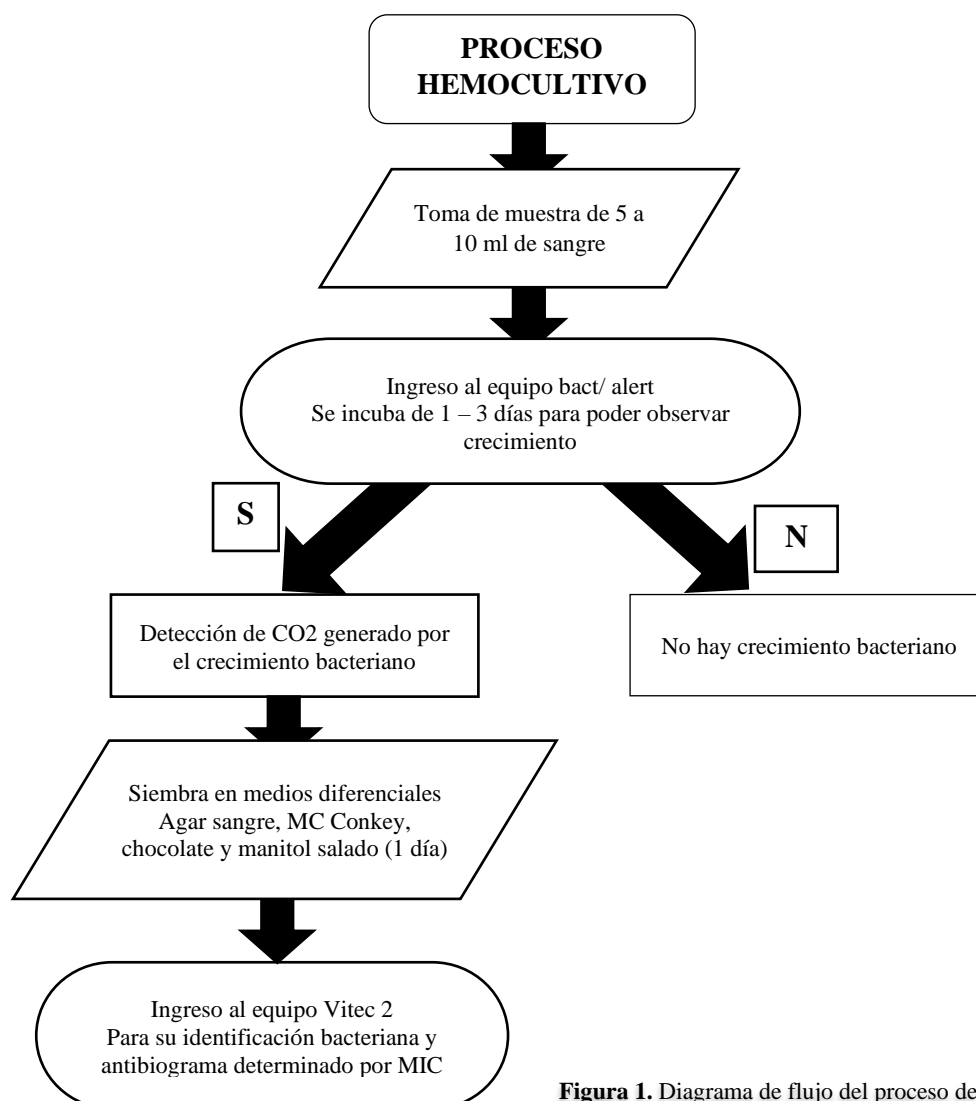 PROCESO
HEMOCULTIVO
Toma de muestra de 5 a
10 ml de sangre
Ingreso al equipo bact/ alert
Se incuba de 1 – 3 días para poder observar
crecimiento
S
N
Detección de CO2 generado por
el crecimiento bacteriano
No hay crecimiento bacteriano
Siembra en medios diferenciales
Agar sangre, MC Conkey,
chocolate y manitol salado (1 día)
Ingreso al equipo Vitec 2
Para su identificación bacteriana y
antibiograma determinado por MIC
Figura 1. Diagrama de flujo del proceso de